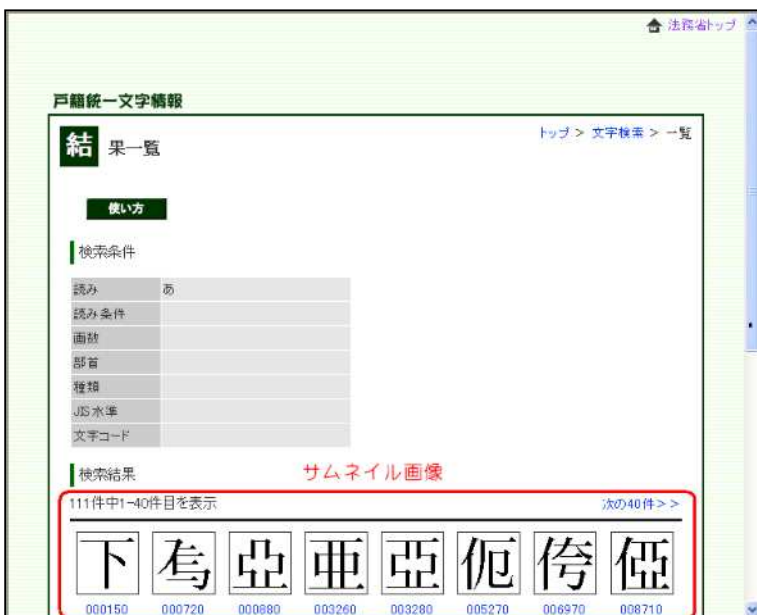 法務省トップ
戸籍統一文字情報
結果一覧
トップ > 文字検索 > 一覧
使い方
検索条件
読み あ
読み条件
画数
部首
種類
JIS水準
文字コード
検索結果
サムネイル画像
111件中1-40件目を表示 次の40件>>
下 𠂤 亞 亜 亞 伌 侉 俹
000150 000720 000880 003260 003280 005270 006970 008710